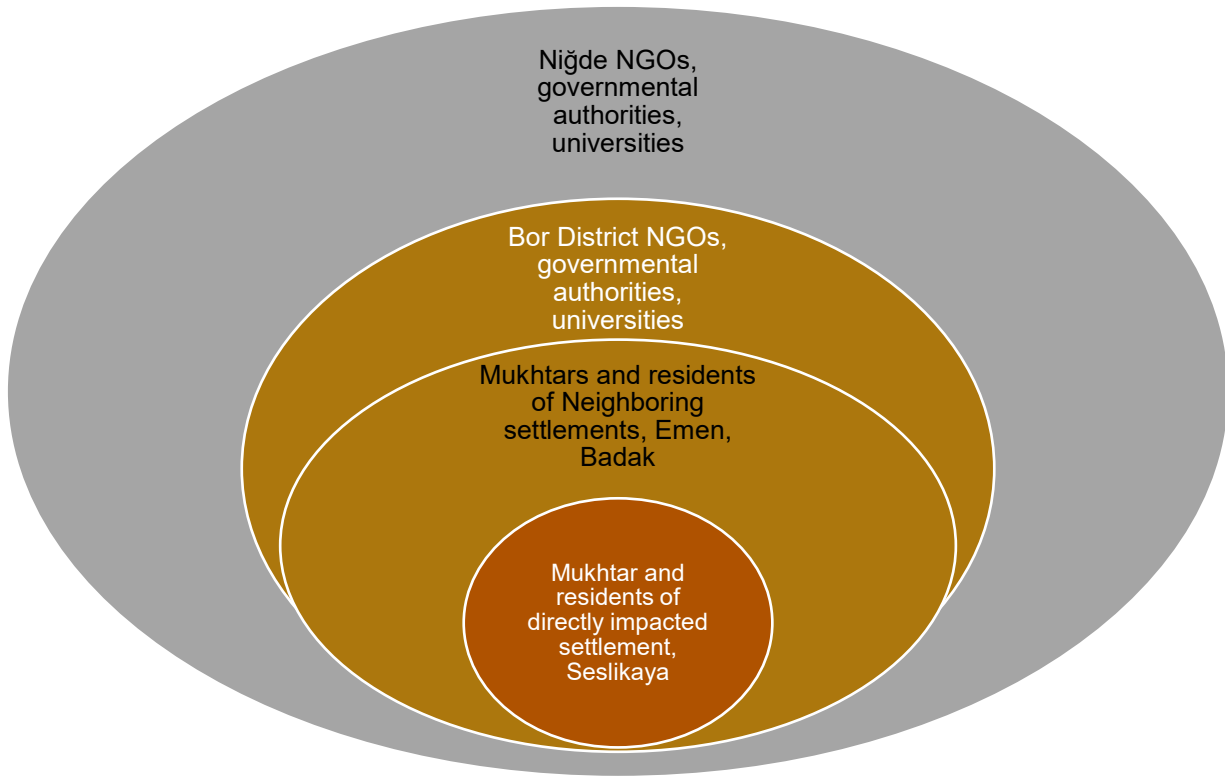 Niğde NGOs,
governmental
authorities,
universities
Bor District NGOs,
governmental
authorities,
universities
Mukhtars and residents
of Neighboring
settlements, Emen,
Badak
Mukhtar and
residents of
directly impacted
settlement,
Seslikaya